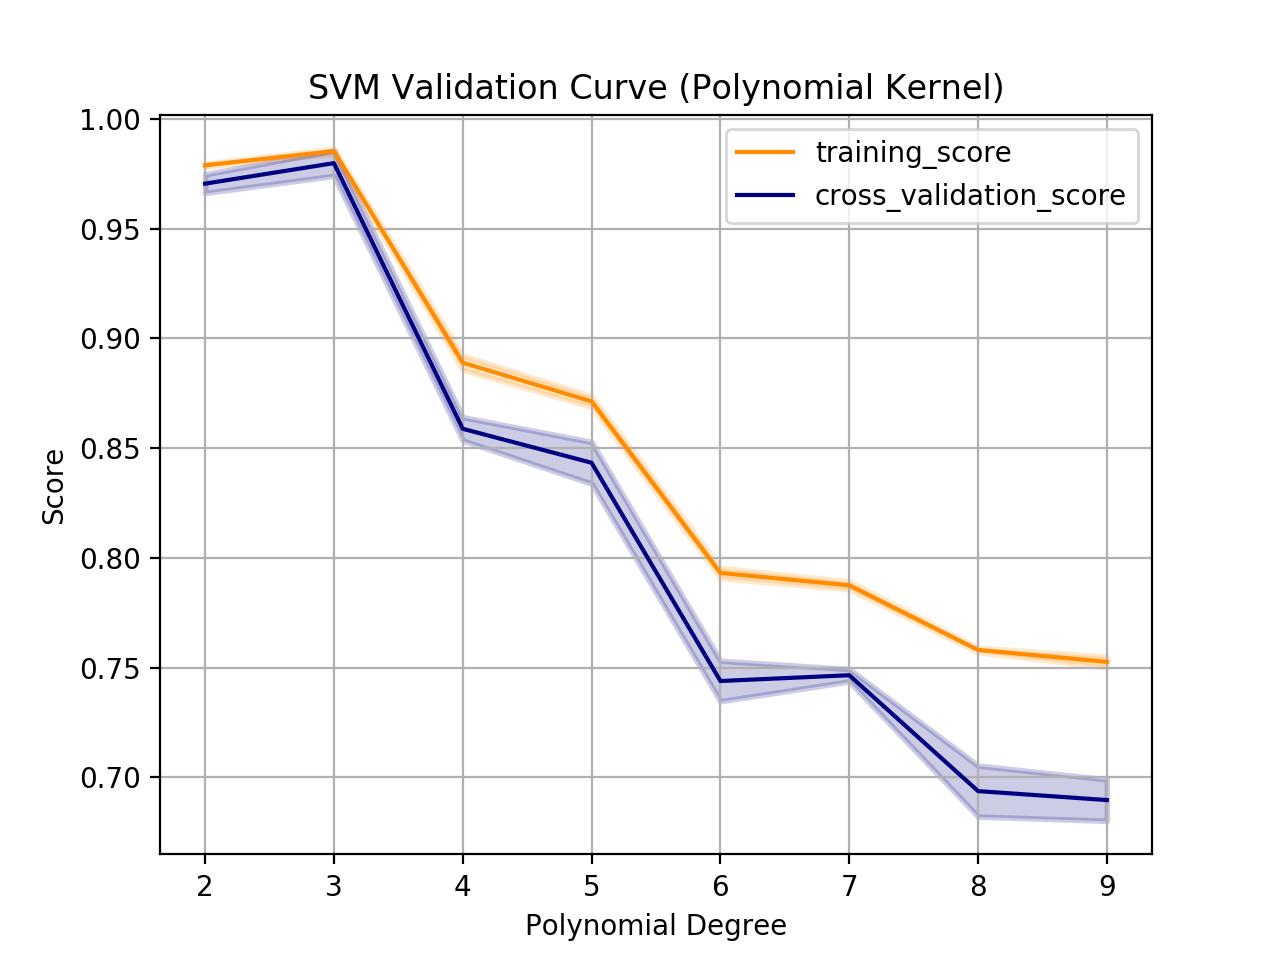 SVM Validation Curve (Polynomial Kernel)
1.00
0.95
0.90
0.85
0.80
0.75
0.70
Score
training_score
cross_validation_score
2 3 4 5 6 7 8 9
Polynomial Degree